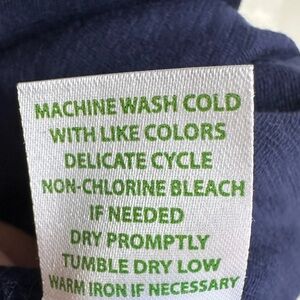 MACHINE WASH COLD
WITH LIKE COLORS
DELICATE CYCLE
NON-CHLORINE BLEACH
IF NEEDED
DRY PROMPTLY
TUMBLE DRY LOW
WARM IRON IF NECESSARY